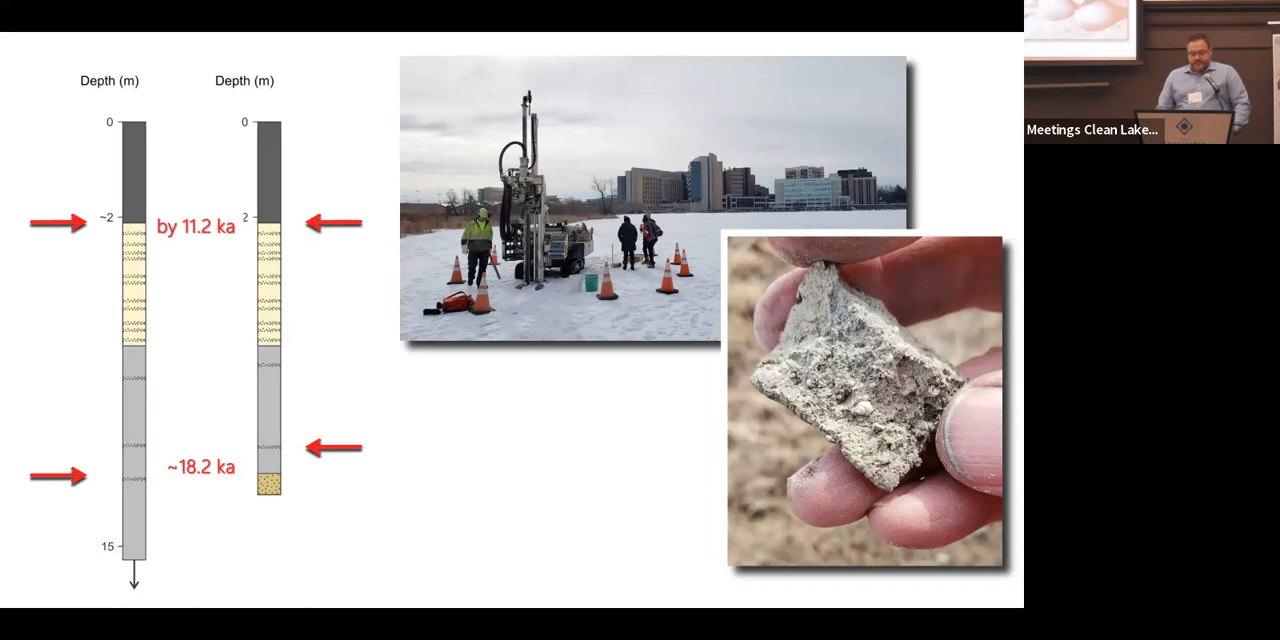 Depth (m)
Depth (m)
0
0
~2
by 11.2 ka
2
~18.2 ka
15
Meetings Clean Lake...